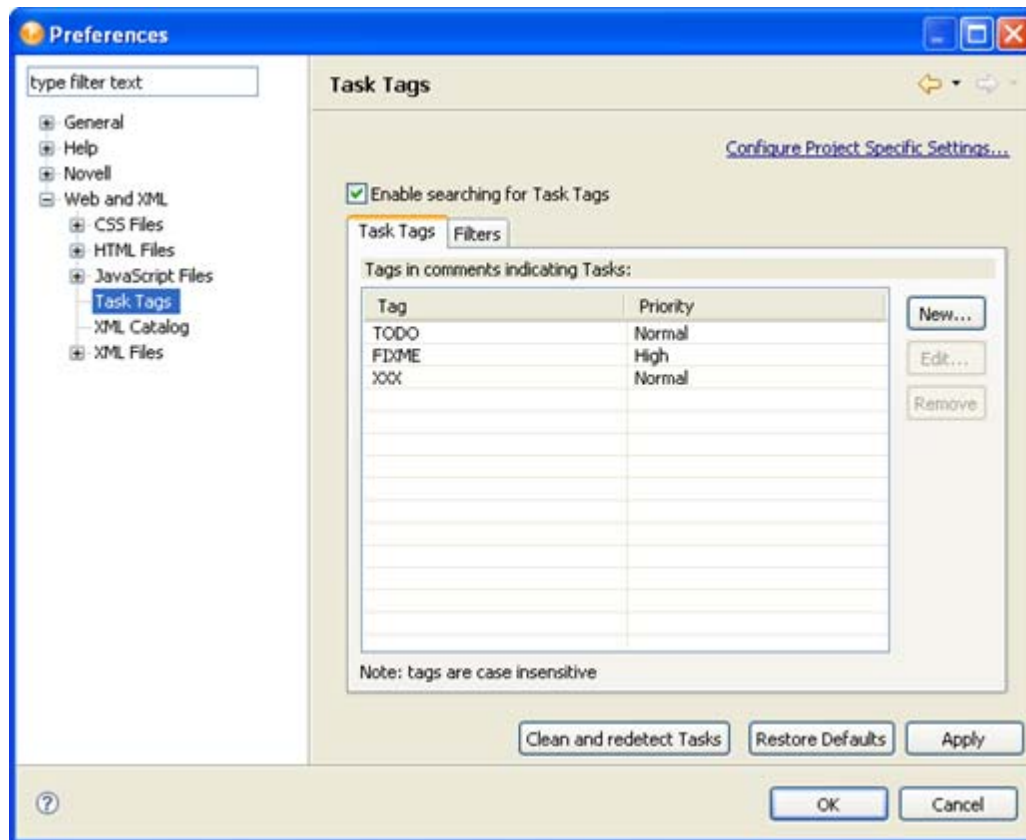 Preferences
type filter text
General
Help
Novell
Web and XML
CSS Files
HTML Files
JavaScript Files
Task Tags
XML Catalog
XML Files
Task Tags
Configure Project Specific Settings...
Enable searching for Task Tags
Task Tags Filters
Tags in comments indicating Tasks:
Tag Priority
TODO Normal
FIXME High
XXX Normal
New...
Edit...
Remove
Note: tags are case insensitive
Clean and redetect Tasks Restore Defaults Apply
? OK Cancel